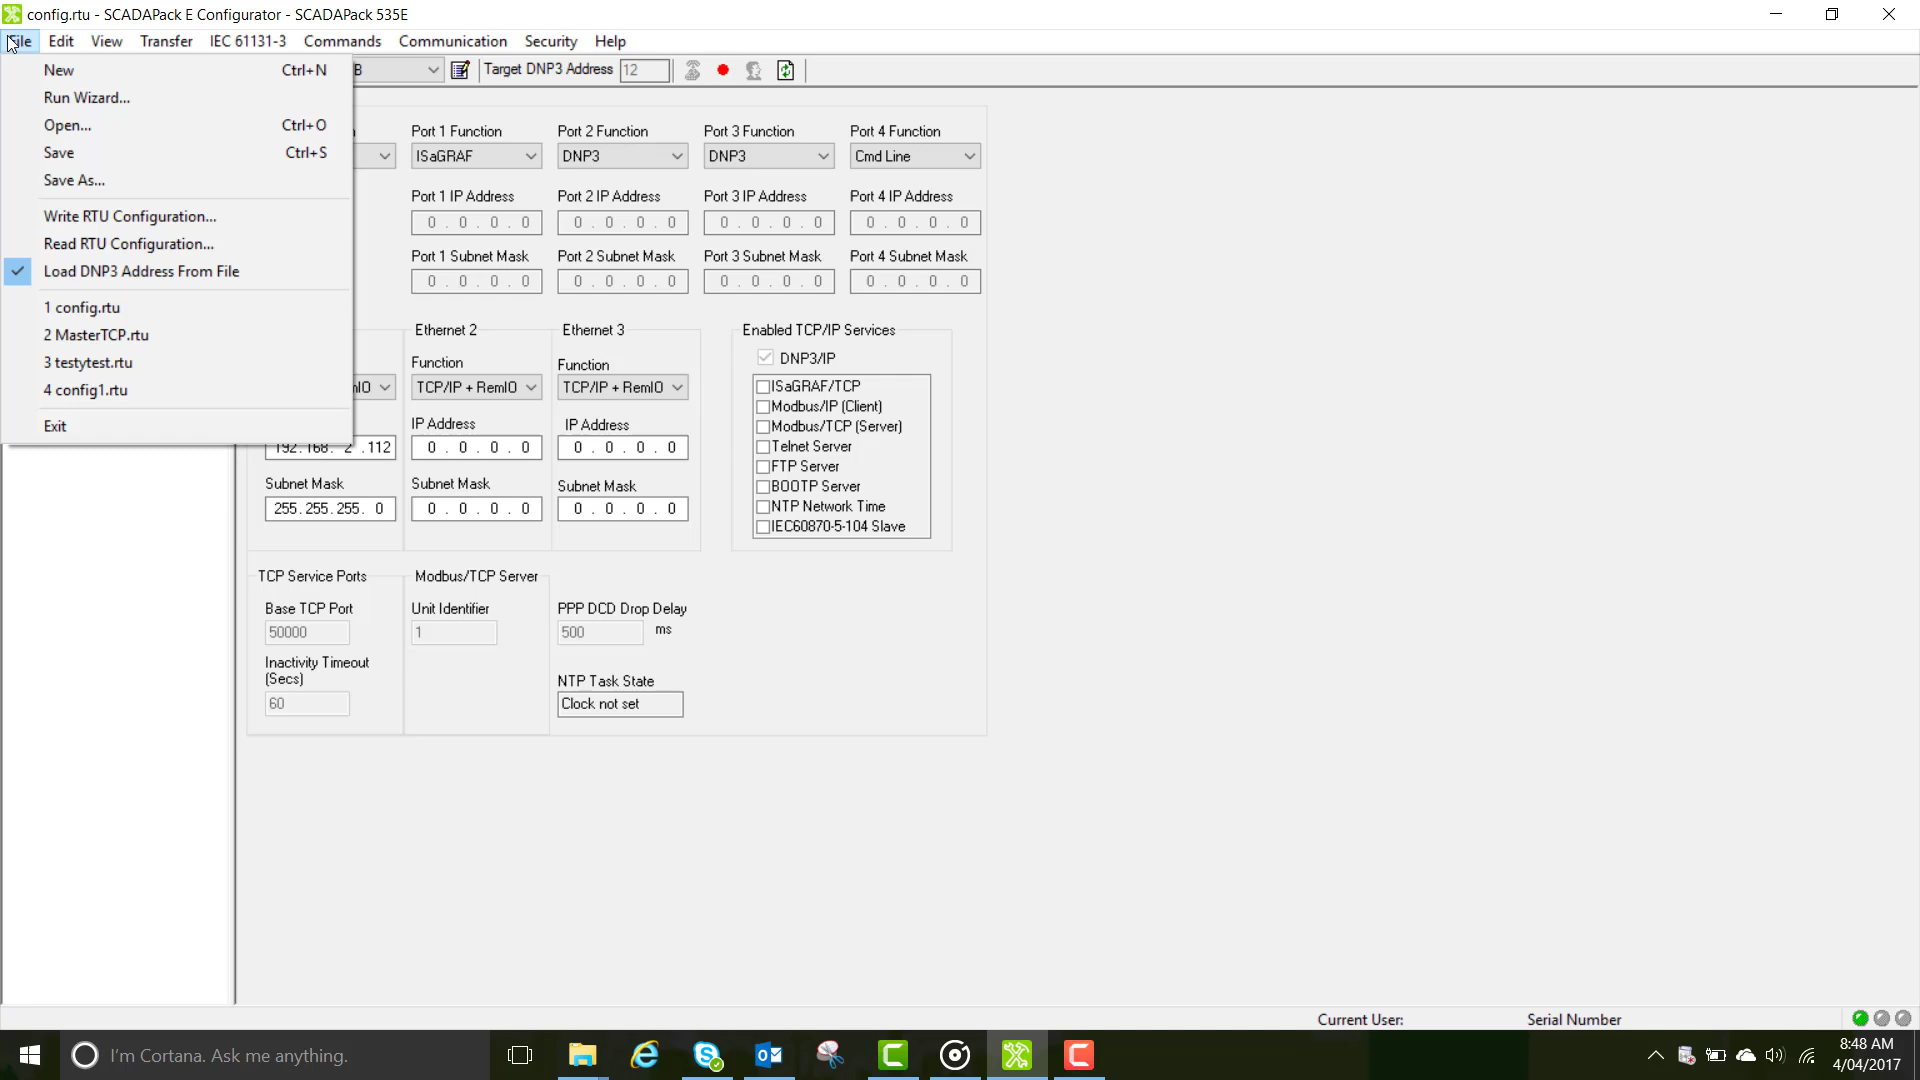 config.rtu - SCADAPack E Configurator - SCADAPack 535E
File Edit View Transfer IEC 61131-3 Commands Communication Security Help
New Ctrl+N
B
Target DNP3 Address 12
Run Wizard...
Open... Ctrl+O
Save Ctrl+S
Save As...
Write RTU Configuration...
Read RTU Configuration...
Load DNP3 Address From File
1 config.rtu
2 MasterTCP.rtu
3 testytest.rtu
4 config1.rtu
Exit
Port 1 Function Port 2 Function Port 3 Function Port 4 Function
ISaGRAF DNP3 DNP3 Cmd Line
Port 1 IP Address Port 2 IP Address Port 3 IP Address Port 4 IP Address
0 . 0 . 0 . 0 0 . 0 . 0 . 0 0 . 0 . 0 . 0 0 . 0 . 0 . 0
Port 1 Subnet Mask Port 2 Subnet Mask Port 3 Subnet Mask Port 4 Subnet Mask
0 . 0 . 0 . 0 0 . 0 . 0 . 0 0 . 0 . 0 . 0 0 . 0 . 0 . 0
Ethernet 2 Ethernet 3
Function Function
TCP/IP + RemIO TCP/IP + RemIO
IP Address IP Address
192.168. 2 .112 0 . 0 . 0 . 0 0 . 0 . 0 . 0
Subnet Mask Subnet Mask Subnet Mask
255.255.255. 0 0 . 0 . 0 . 0 0 . 0 . 0 . 0
Enabled TCP/IP Services
DNP3/IP
ISaGRAF/TCP
Modbus/IP (Client)
Modbus/TCP (Server)
Telnet Server
FTP Server
BOOTP Server
NTP Network Time
IEC60870-5-104 Slave
TCP Service Ports
Base TCP Port
50000
Inactivity Timeout
(Secs)
60
Modbus/TCP Server
Unit Identifier
1
PPP DCD Drop Delay
500 ms
NTP Task State
Clock not set
Current User: Serial Number
I'm Cortana. Ask me anything.
8:48 AM
4/04/2017